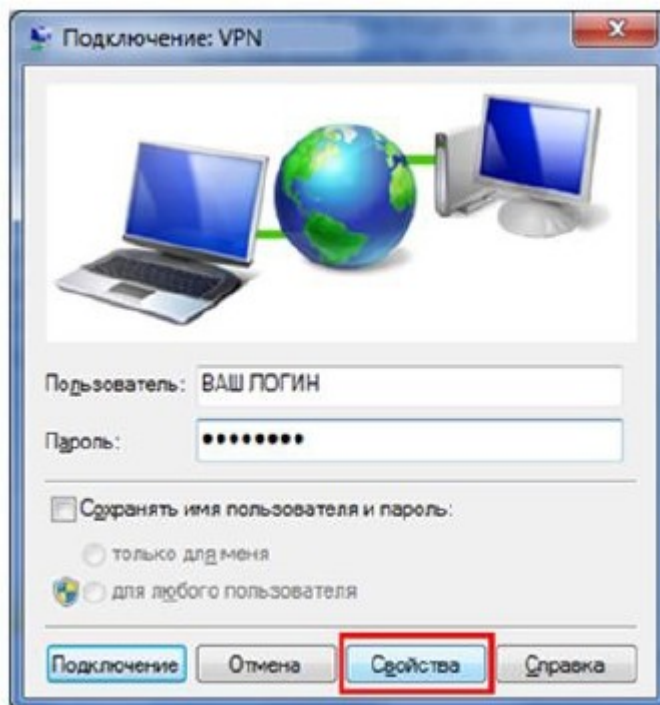 Подключение: VPN
Пользователь: ВАШ ЛОГИН
Пароль: ••••••••
Сохранять имя пользователя и пароль:
только для меня
для любого пользователя
Подключение Отмена Свойства Справка